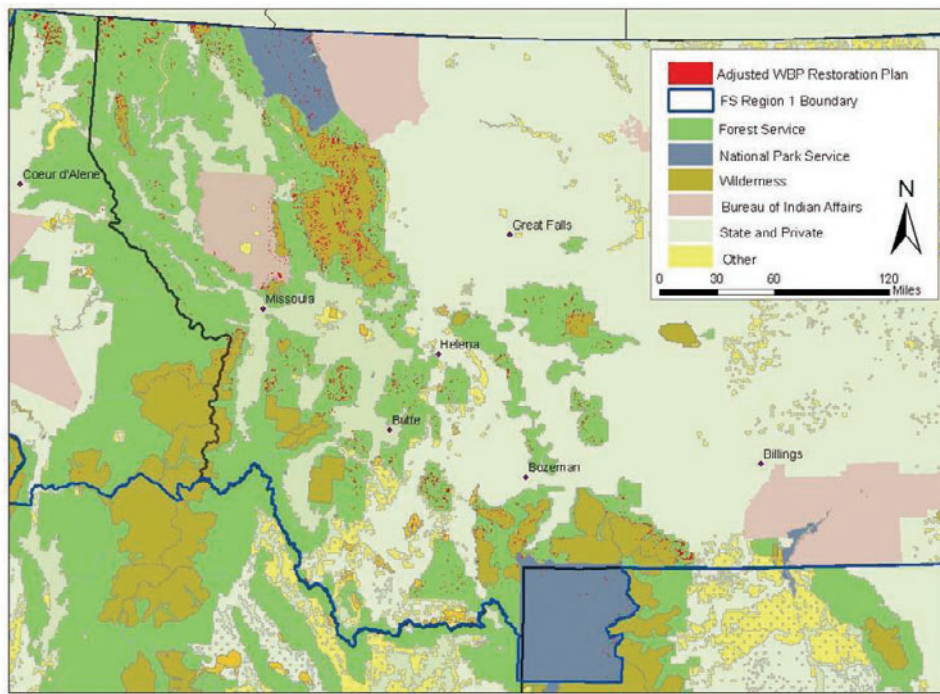 Adjusted WBP Restoration Plan
FS Region 1 Boundary
Forest Service
National Park Service
Wilderness
Bureau of Indian Affairs
State and Private
Other
N
0 30 60 120
Miles
Coeur d'Alene
Great Falls
Missoula
Helena
Butte
Billings
Bozeman